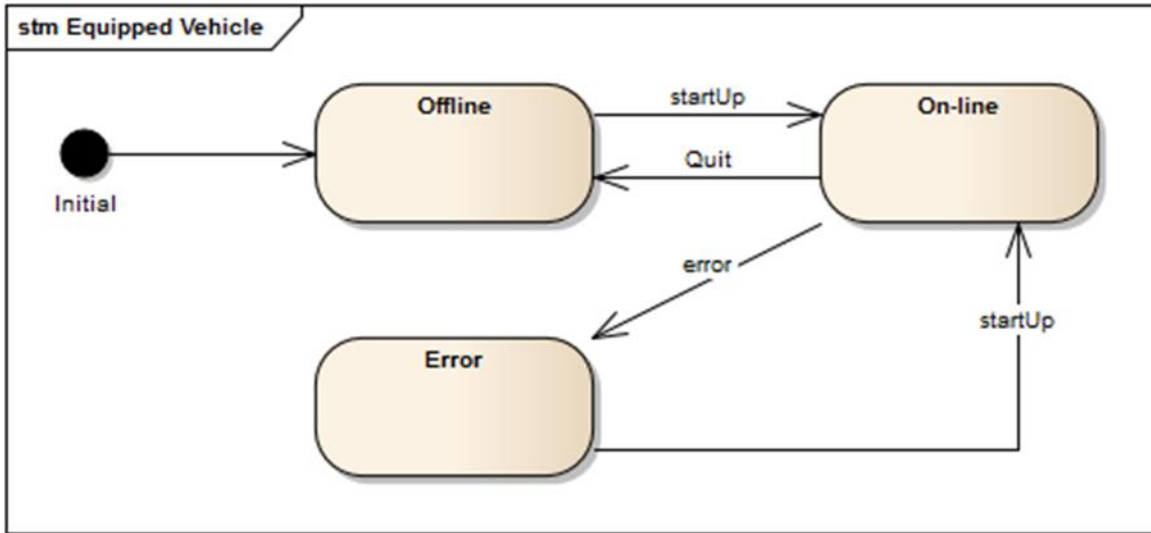 stm Equipped Vehicle
Offline
startUp
On-line
Quit
Initial
error
startUp
Error